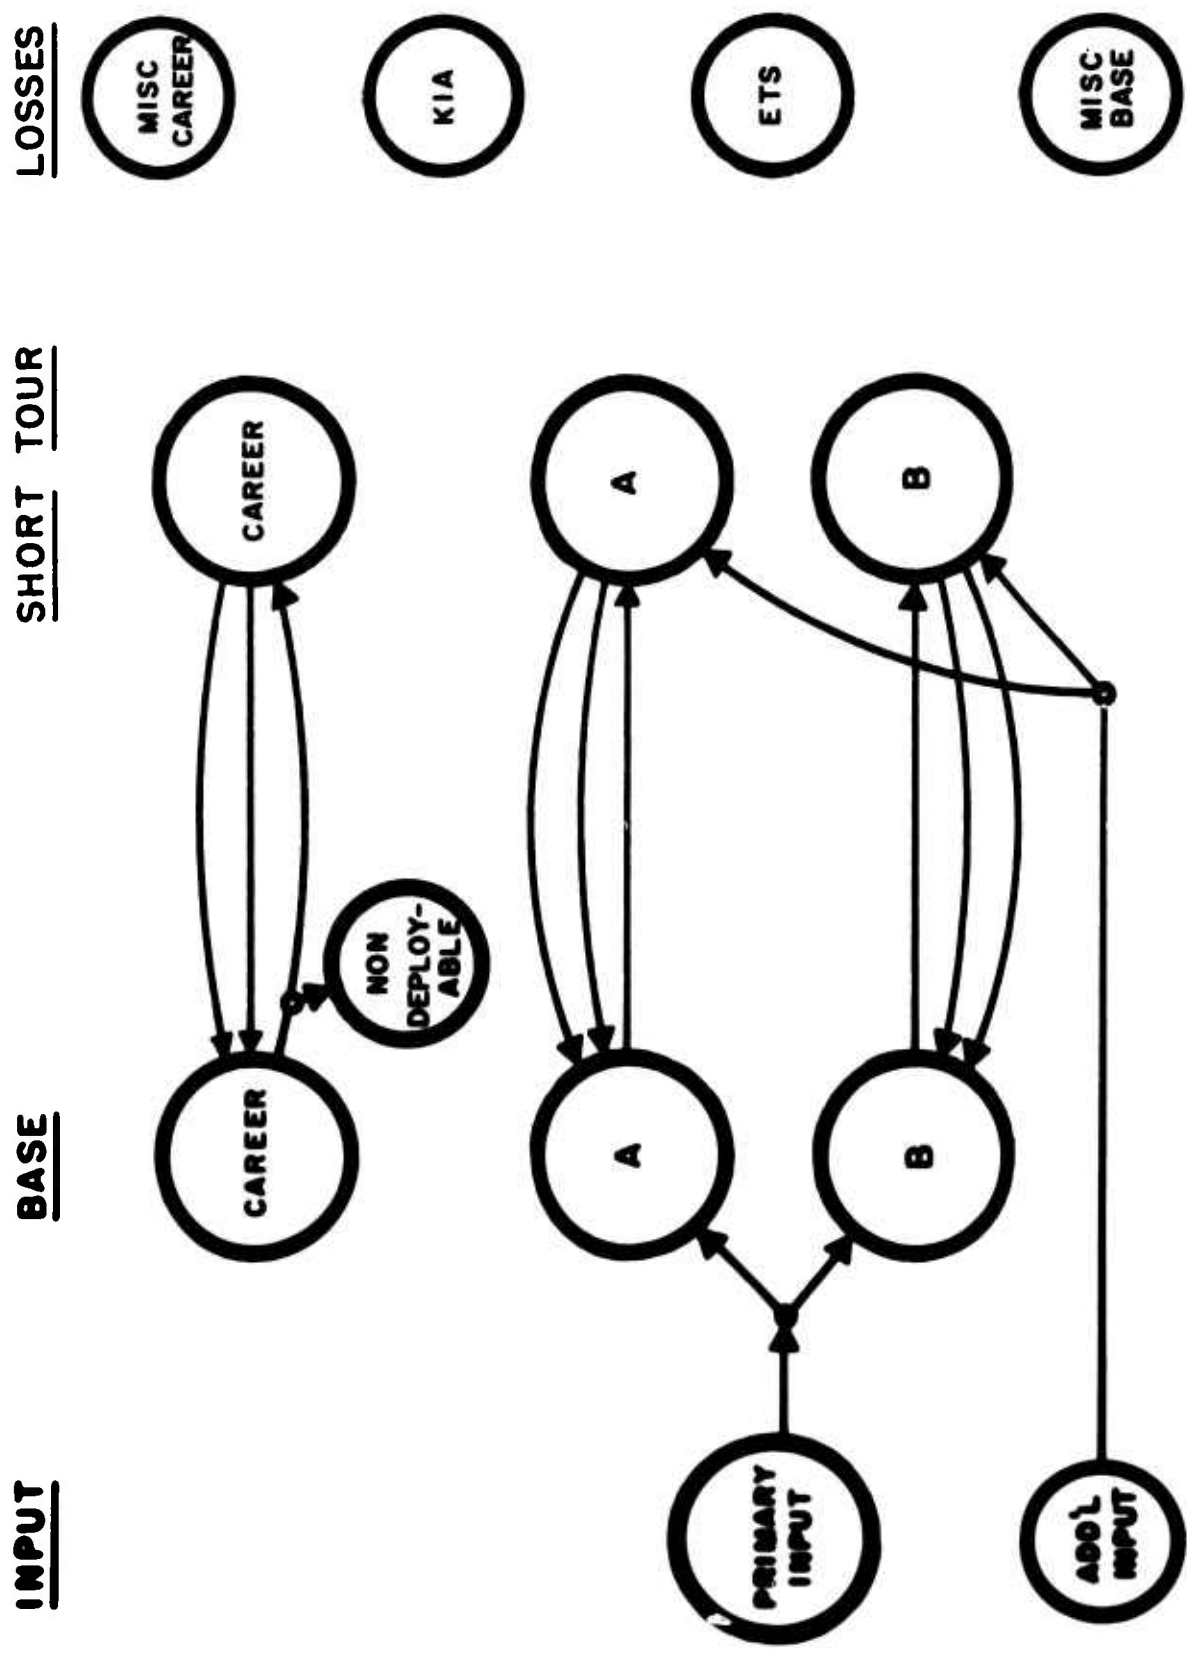 INPUT
BASE
SHORT TOUR
LOSSES
CAREER
CAREER
MISC
CAREER
NON
DEPLOY-
ABLE
KIA
A
A
PRIMARY
INPUT
ETS
B
B
ADD'L
INPUT
MISC
BASE